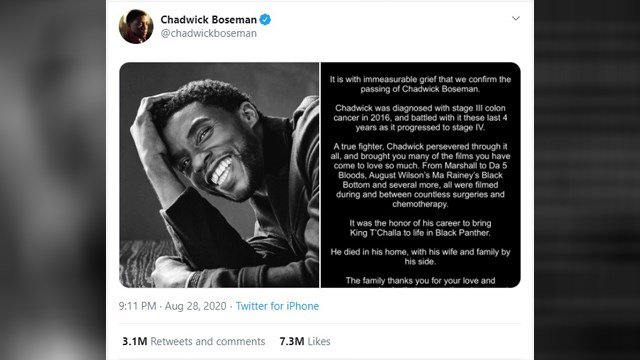 Chadwick Boseman
@chadwickboseman
It is with immeasurable grief that we confirm the
passing of Chadwick Boseman.
Chadwick was diagnosed with stage III colon
cancer in 2016, and battled with it these last 4
years as it progressed to stage IV.
A true fighter, Chadwick persevered through it
all, and brought you many of the films you have
come to love so much. From Marshall to Da 5
Bloods, August Wilson's Ma Rainey's Black
Bottom and several more, all were filmed
during and between countless surgeries and
chemotherapy.
It was the honor of his career to bring
King T'Challa to life in Black Panther.
He died in his home, with his wife and family by
his side.
The family thanks you for your love and
9:11 PM · Aug 28, 2020 · Twitter for iPhone
3.1M Retweets and comments 7.3M Likes